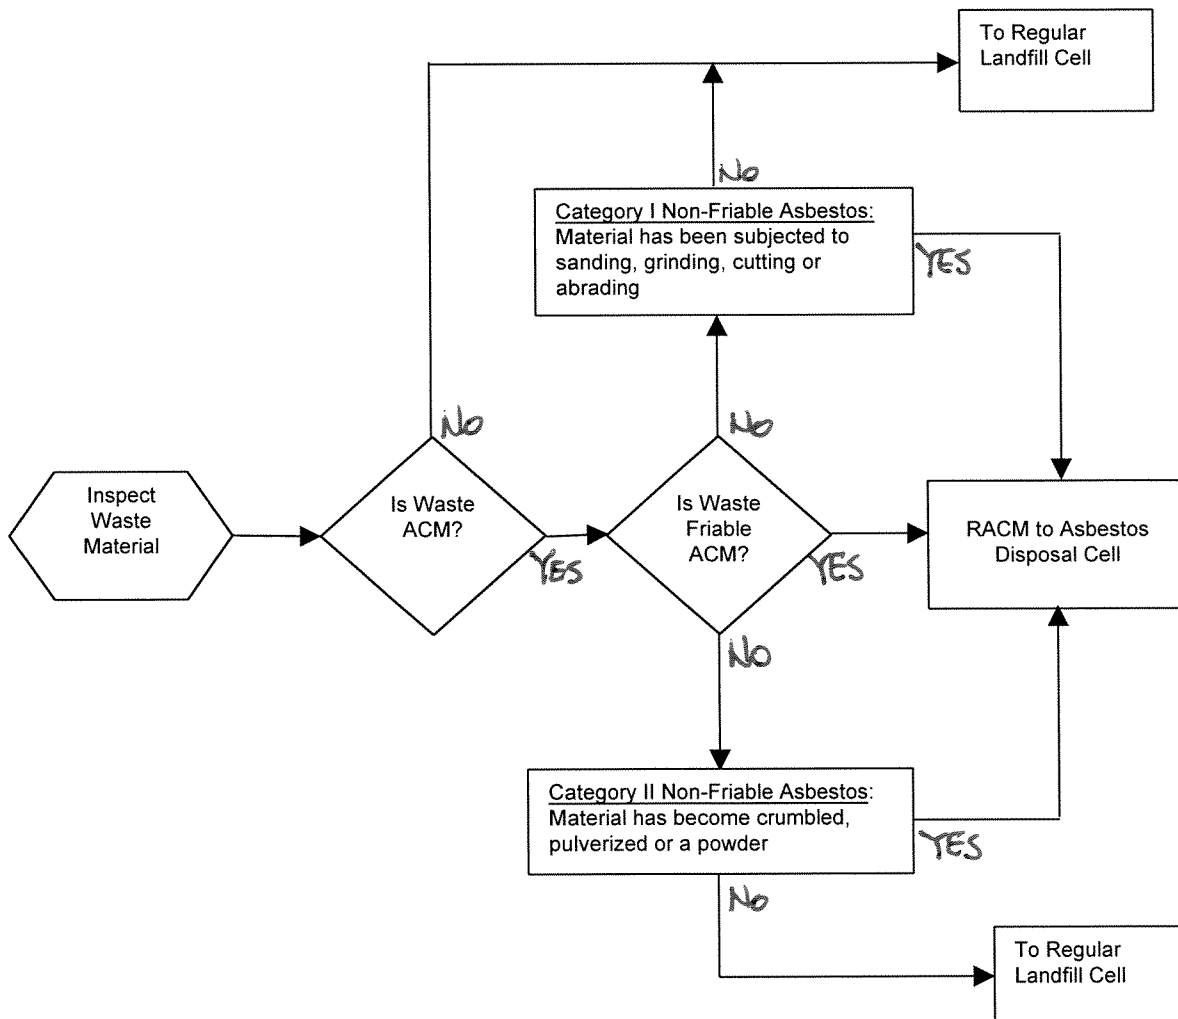 To Regular
Landfill Cell
No
Category I Non-Friable Asbestos:
Material has been subjected to
sanding, grinding, cutting or
abrading
YES
No
No
Inspect
Waste
Material
Is Waste
ACM?
YES
Is Waste
Friable
ACM?
YES
RACM to Asbestos
Disposal Cell
No
Category II Non-Friable Asbestos:
Material has become crumbled,
pulverized or a powder
YES
No
To Regular
Landfill Cell